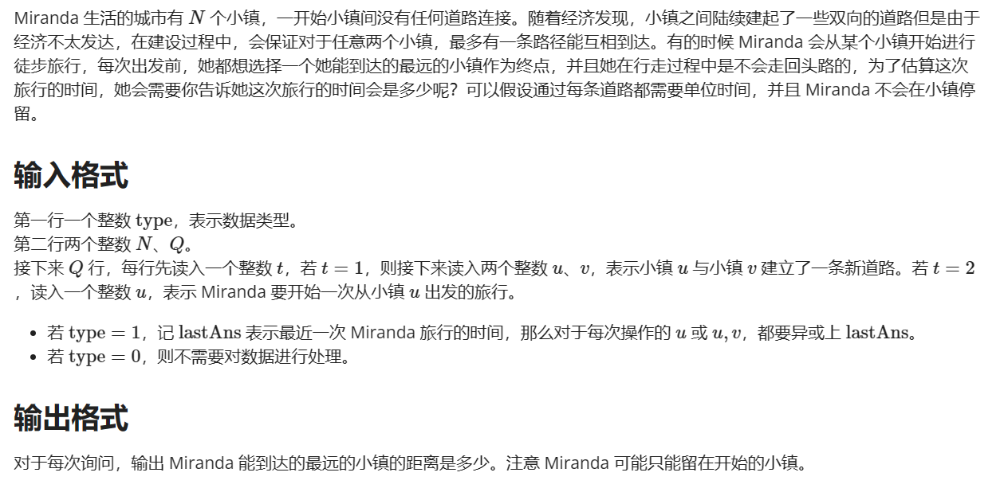 Miranda 生活的城市有 N 个小镇，一开始小镇间没有任何道路连接。随着经济发现，小镇之间陆续建起了一些双向的道路但是由于
经济不太发达，在建设过程中，会保证对于任意两个小镇，最多有一条路径能互相到达。有的时候 Miranda 会从某个小镇开始进行
徒步旅行，每次出发前，她都想选择一个她能到达的最远的小镇作为终点，并且她在行走过程中是不会走回头路的，为了估算这次
旅行的时间，她会需要你告诉她这次旅行的时间会是多少呢？可以假设通过每条道路都需要单位时间，并且 Miranda 不会在小镇停
留。
输入格式
第一行一个整数 type，表示数据类型。
第二行两个整数 N、Q。
接下来 Q 行，每行先读入一个整数 t，若 t = 1，则接下来读入两个整数 u、v，表示小镇 u 与小镇 v 建立了一条新道路。若 t = 2
，读入一个整数 u，表示 Miranda 要开始一次从小镇 u 出发的旅行。
• 若 type = 1，记 lastAns 表示最近一次 Miranda 旅行的时间，那么对于每次操作的 u 或 u, v，都要异或上 lastAns。
• 若 type = 0，则不需要对数据进行处理。
输出格式
对于每次询问，输出 Miranda 能到达的最远的小镇的距离是多少。注意 Miranda 可能只能留在开始的小镇。